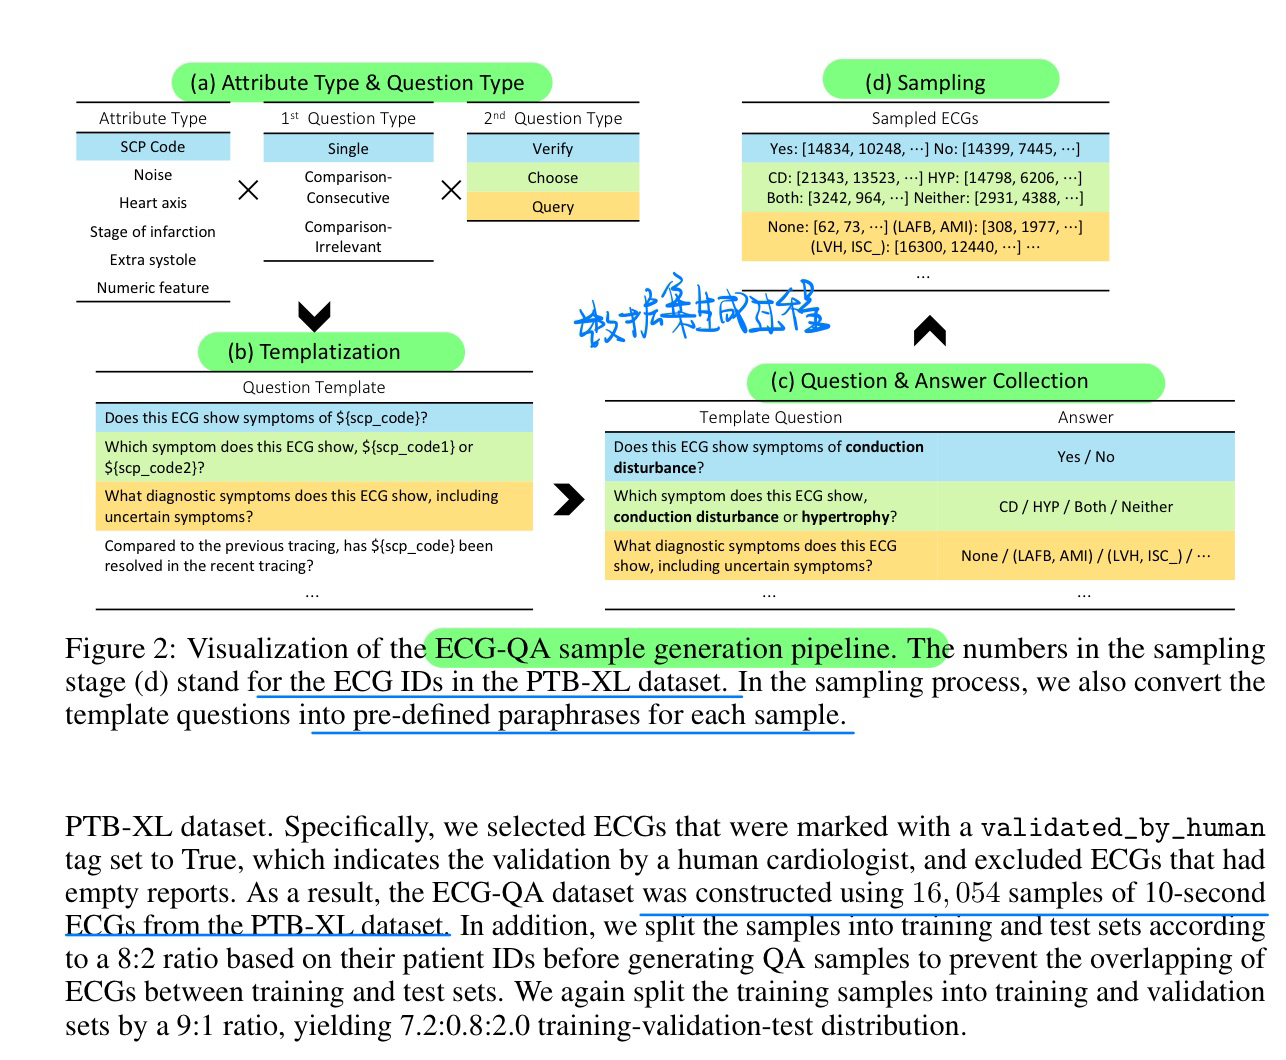 (a) Attribute Type & Question Type
Attribute Type
SCP Code
Noise
Heart axis
Stage of infarction
Extra systole
Numeric feature
×
1st Question Type
Single
Comparison-
Consecutive
Comparison-
Irrelevant
×
2nd Question Type
Verify
Choose
Query
(b) Templatization
Question Template
Does this ECG show symptoms of ${scp_code}?
Which symptom does this ECG show, ${scp_code1} or
${scp_code2}?
What diagnostic symptoms does this ECG show, including
uncertain symptoms?
Compared to the previous tracing, has ${scp_code} been
resolved in the recent tracing?
...
数据集生成过程
(c) Question & Answer Collection
Template Question Answer
Does this ECG show symptoms of conduction
disturbance?
Yes / No
Which symptom does this ECG show,
conduction disturbance or hypertrophy?
CD / HYP / Both / Neither
What diagnostic symptoms does this ECG
show, including uncertain symptoms?
None / (LAFB, AMI) / (LVH, ISC_) / ⋯
... ...
(d) Sampling
Sampled ECGs
Yes: [14834, 10248, ⋯] No: [14399, 7445, ⋯]
CD: [21343, 13523, ⋯] HYP: [14798, 6206, ⋯]
Both: [3242, 964, ⋯] Neither: [2931, 4388, ⋯]
None: [62, 73, ⋯] (LAFB, AMI): [308, 1977, ⋯]
(LVH, ISC_): [16300, 12440, ⋯] ⋯
...
Figure 2: Visualization of the ECG-QA sample generation pipeline. The numbers in the sampling
stage (d) stand for the ECG IDs in the PTB-XL dataset. In the sampling process, we also convert the
template questions into pre-defined paraphrases for each sample.
PTB-XL dataset. Specifically, we selected ECGs that were marked with a validated_by_human
tag set to True, which indicates the validation by a human cardiologist, and excluded ECGs that had
empty reports. As a result, the ECG-QA dataset was constructed using 16,054 samples of 10-second
ECGs from the PTB-XL dataset. In addition, we split the samples into training and test sets according
to a 8:2 ratio based on their patient IDs before generating QA samples to prevent the overlapping of
ECGs between training and test sets. We again split the training samples into training and validation
sets by a 9:1 ratio, yielding 7.2:0.8:2.0 training-validation-test distribution.